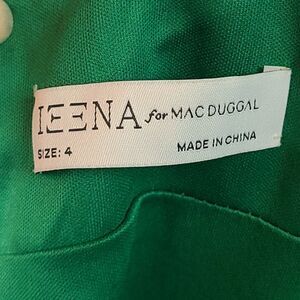 IEENA for MAC DUGGAL
SIZE: 4
MADE IN CHINA